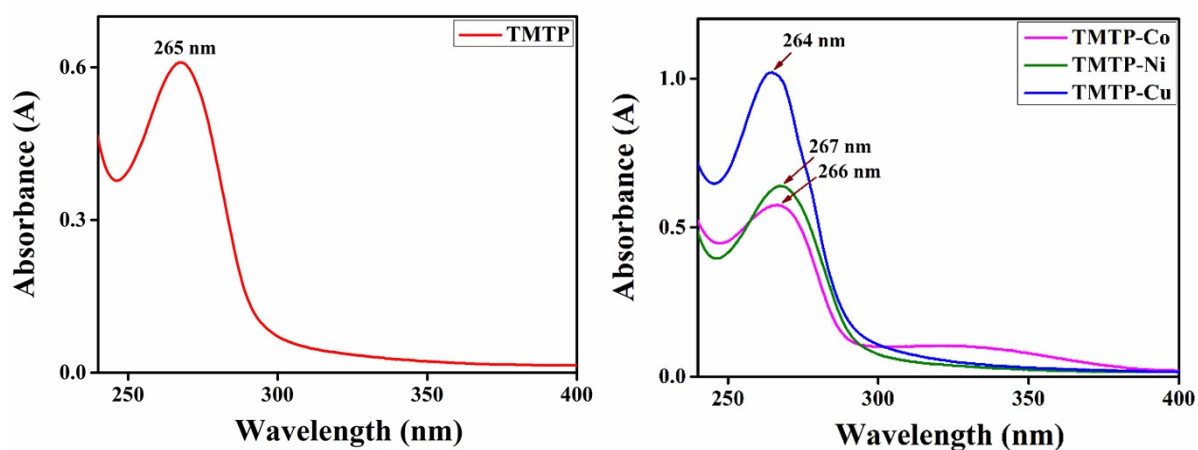 TMTP
265 nm
0.6
0.3
0.0
250
300
350
400
Absorbance (A)
Wavelength (nm)
TMTP-Co
TMTP-Ni
TMTP-Cu
264 nm
267 nm
266 nm
1.0
0.5
0.0
250
300
350
400
Absorbance (A)
Wavelength (nm)